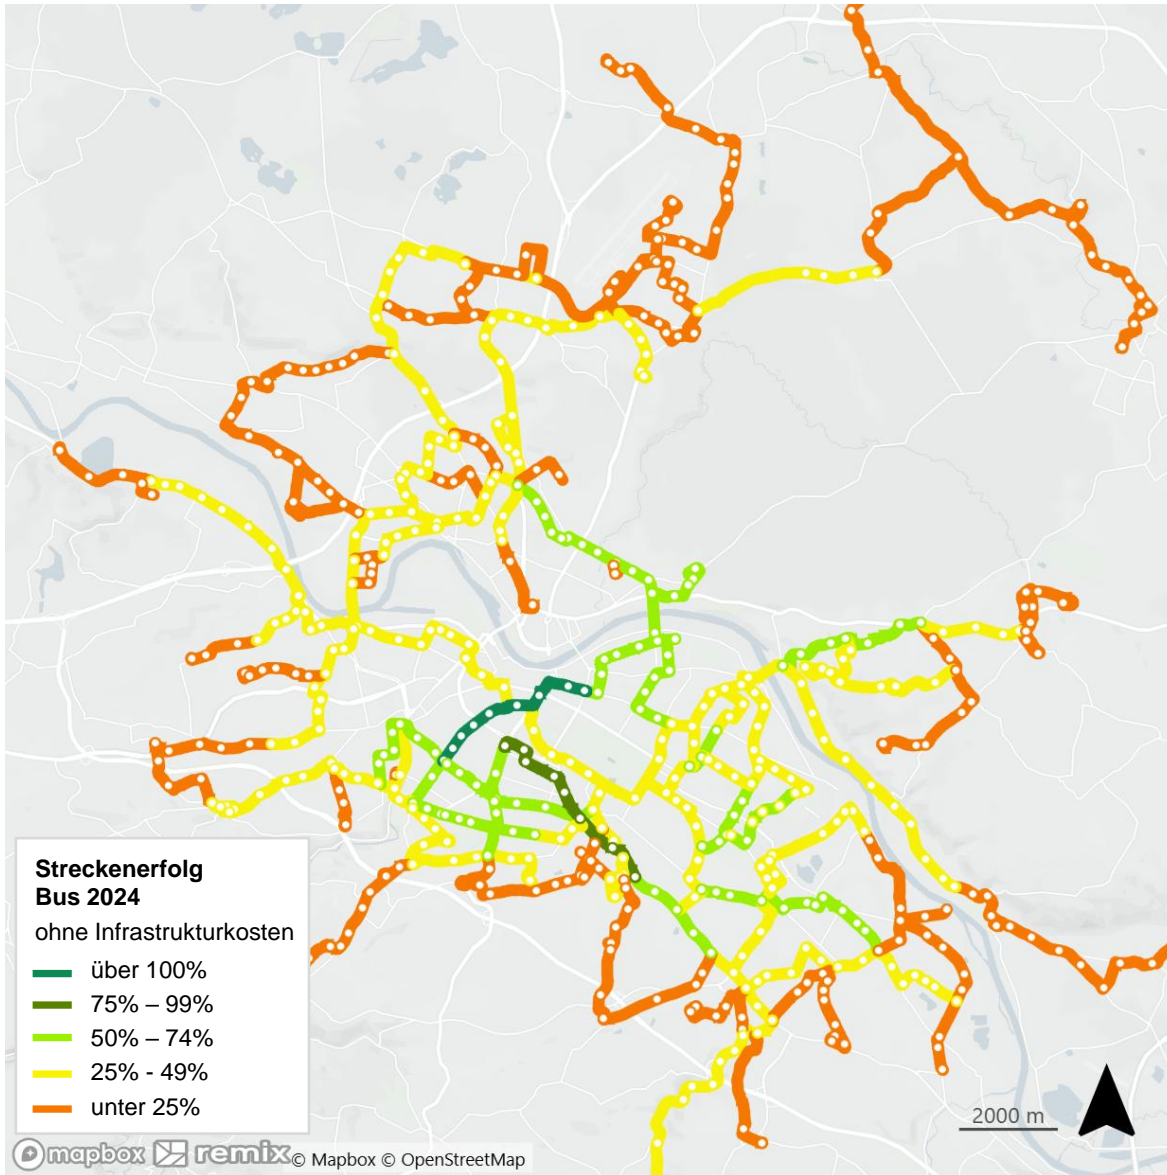 Streckenerfolg
Bus 2024
ohne Infrastrukturkosten
über 100%
75% – 99%
50% – 74%
25% - 49%
unter 25%
2000 m
mapbox remix © Mapbox © OpenStreetMap